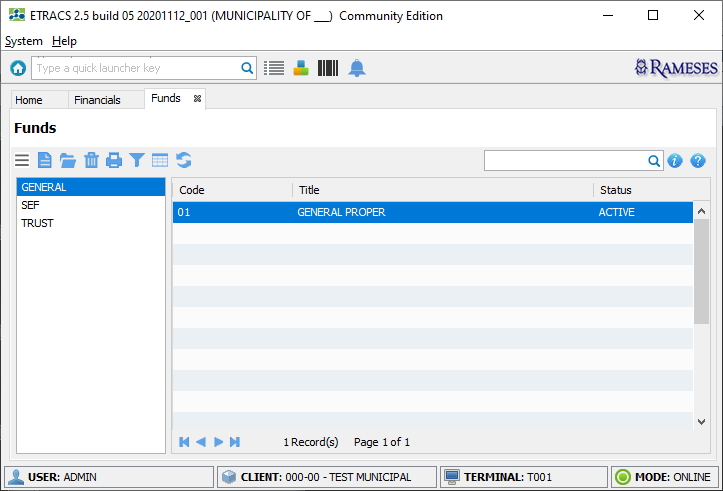 ETRACS 2.5 build 05 20201112_001 (MUNICIPALITY OF ___) Community Edition
System Help
Type a quick launcher key
RAMESES
Home Financials Funds
Funds
GENERAL
SEF
TRUST
Code Title Status
01 GENERAL PROPER ACTIVE
1 Record(s) Page 1 of 1
USER: ADMIN CLIENT: 000-00 - TEST MUNICIPAL TERMINAL: T001 MODE: ONLINE